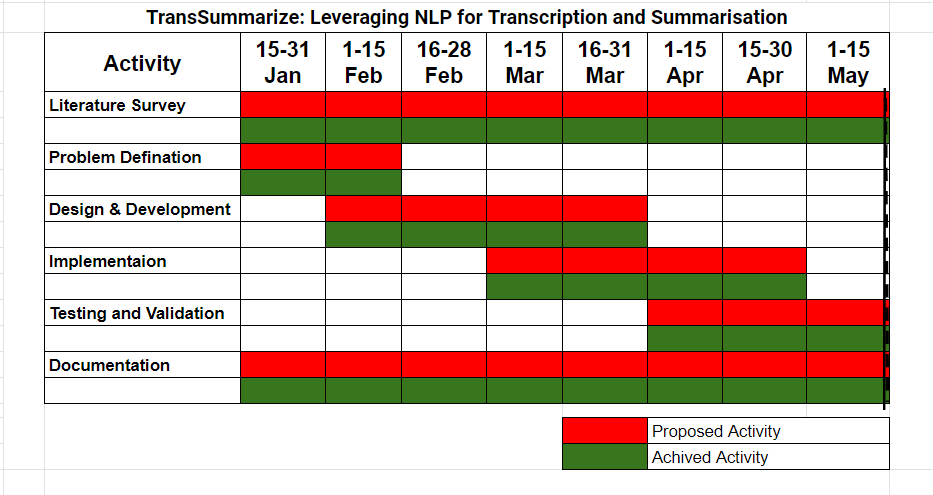 TransSummarize: Leveraging NLP for Transcription and Summarisation
Activity
15-31 Jan
1-15 Feb
16-28 Feb
1-15 Mar
16-31 Mar
1-15 Apr
15-30 Apr
1-15 May
Literature Survey
Problem Defination
Design & Development
Implementaion
Testing and Validation
Documentation
Proposed Activity
Achived Activity